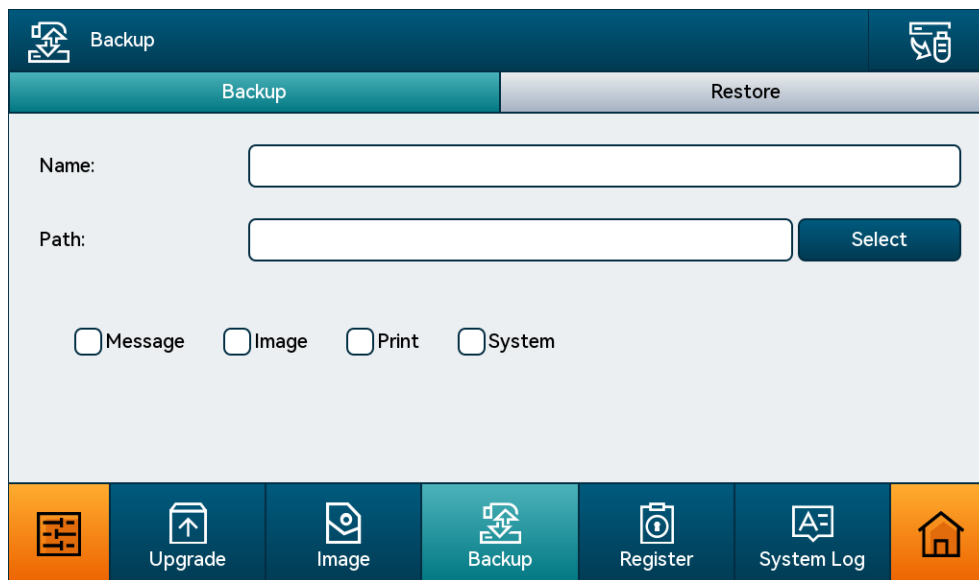 Backup
Backup Restore
Name:
Path: Select
Message Image Print System
Upgrade Image Backup Register System Log